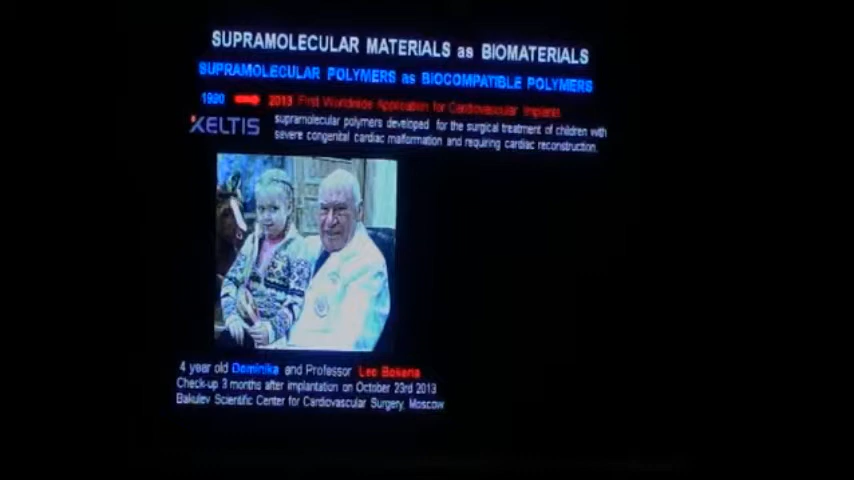 SUPRAMOLECULAR MATERIALS as BIOMATERIALS
SUPRAMOLECULAR POLYMERS as BIOCOMPATIBLE POLYMERS
1990 2013 First Worldwide Application for Cardiovascular Implants
XELTIS
supramolecular polymers developed for the surgical treatment of children with
severe congenital cardiac malformation and requiring cardiac reconstruction.
4 year old Dominika and Professor Leo Bokeria
Check-up 3 months after implantation on October 23rd 2013
Bakulev Scientific Center for Cardiovascular Surgery, Moscow